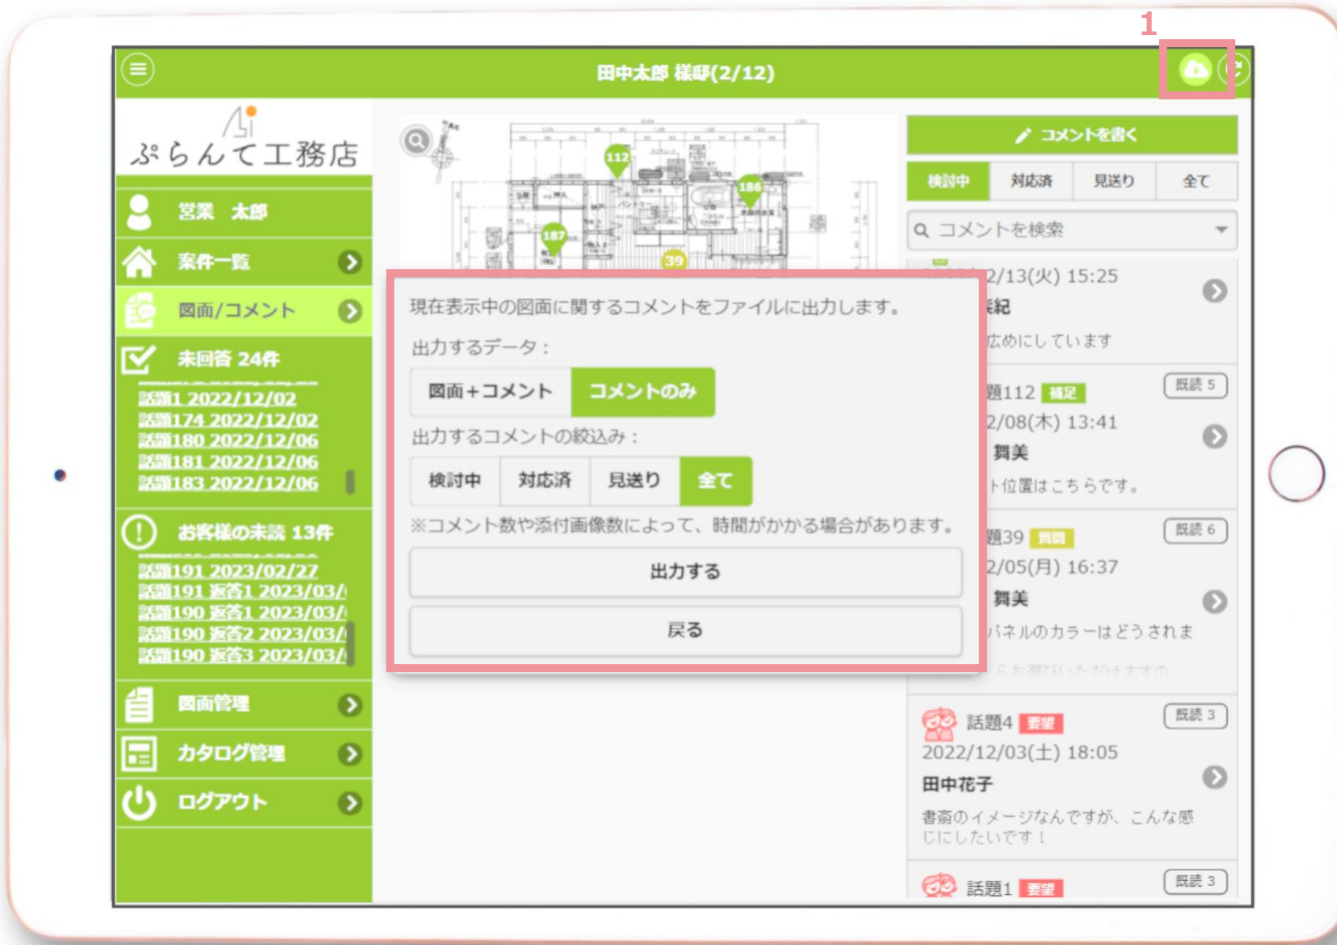 1
田中太郎 様邸(2/12)
ぷらんて工務店
営業 太郎
案件一覧
図面/コメント
未回答 24件
話題1 2022/12/02
話題174 2022/12/02
話題180 2022/12/06
話題181 2022/12/06
話題183 2022/12/06
お客様の未読 13件
話題191 2023/02/27
話題191 返答1 2023/03/
話題190 返答1 2023/03/
話題190 返答2 2023/03/
話題190 返答3 2023/03/
図面管理
カタログ管理
ログアウト
112
186
187
39
現在表示中の図面に関するコメントをファイルに出力します。
出力するデータ：
図面+コメント コメントのみ
出力するコメントの絞込み：
検討中 対応済 見送り 全て
※コメント数や添付画像数によって、時間がかかる場合があります。
出力する
戻る
コメントを書く
検討中 対応済 見送り 全て
コメントを検索
2/13(火) 15:25
紀
広めにしています
題112 補足 既読 5
2/08(木) 13:41
舞美
ト位置はこちらです。
題39 質問 既読 6
2/05(月) 16:37
舞美
パネルのカラーはどうされま
らお選びいただけますの
話題4 要望 既読 3
2022/12/03(土) 18:05
田中花子
書斎のイメージなんですが、こんな感
じにしたいです！
話題1 要望 既読 3